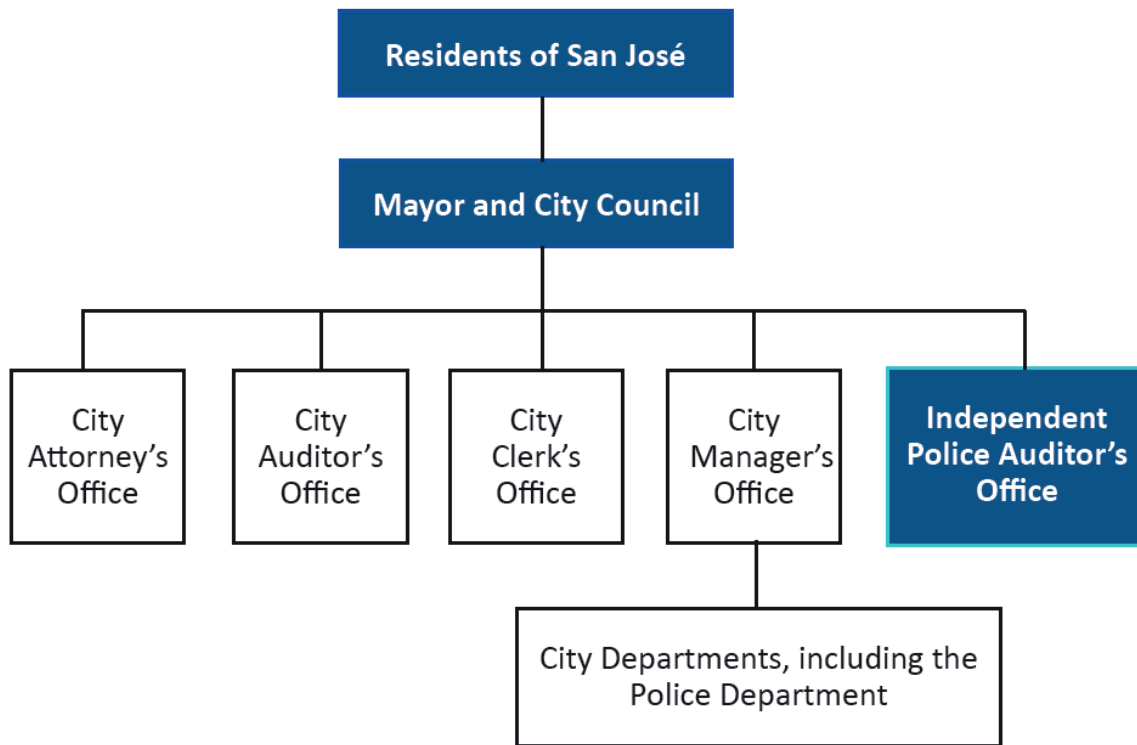 Residents of San José
Mayor and City Council
City
Attorney’s
Office
City
Auditor’s
Office
City
Clerk’s
Office
City
Manager’s
Office
Independent
Police Auditor’s
Office
City Departments, including the
Police Department